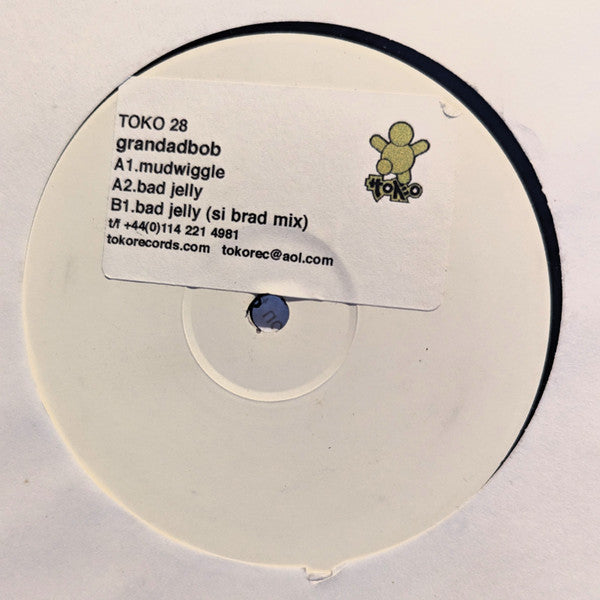 TOKO 28
grandadbob
A1.mudwiggle
A2.bad jelly
B1.bad jelly (si brad mix)
t/f +44(0)114 221 4981
tokorecords.com tokorec@aol.com
TOKO